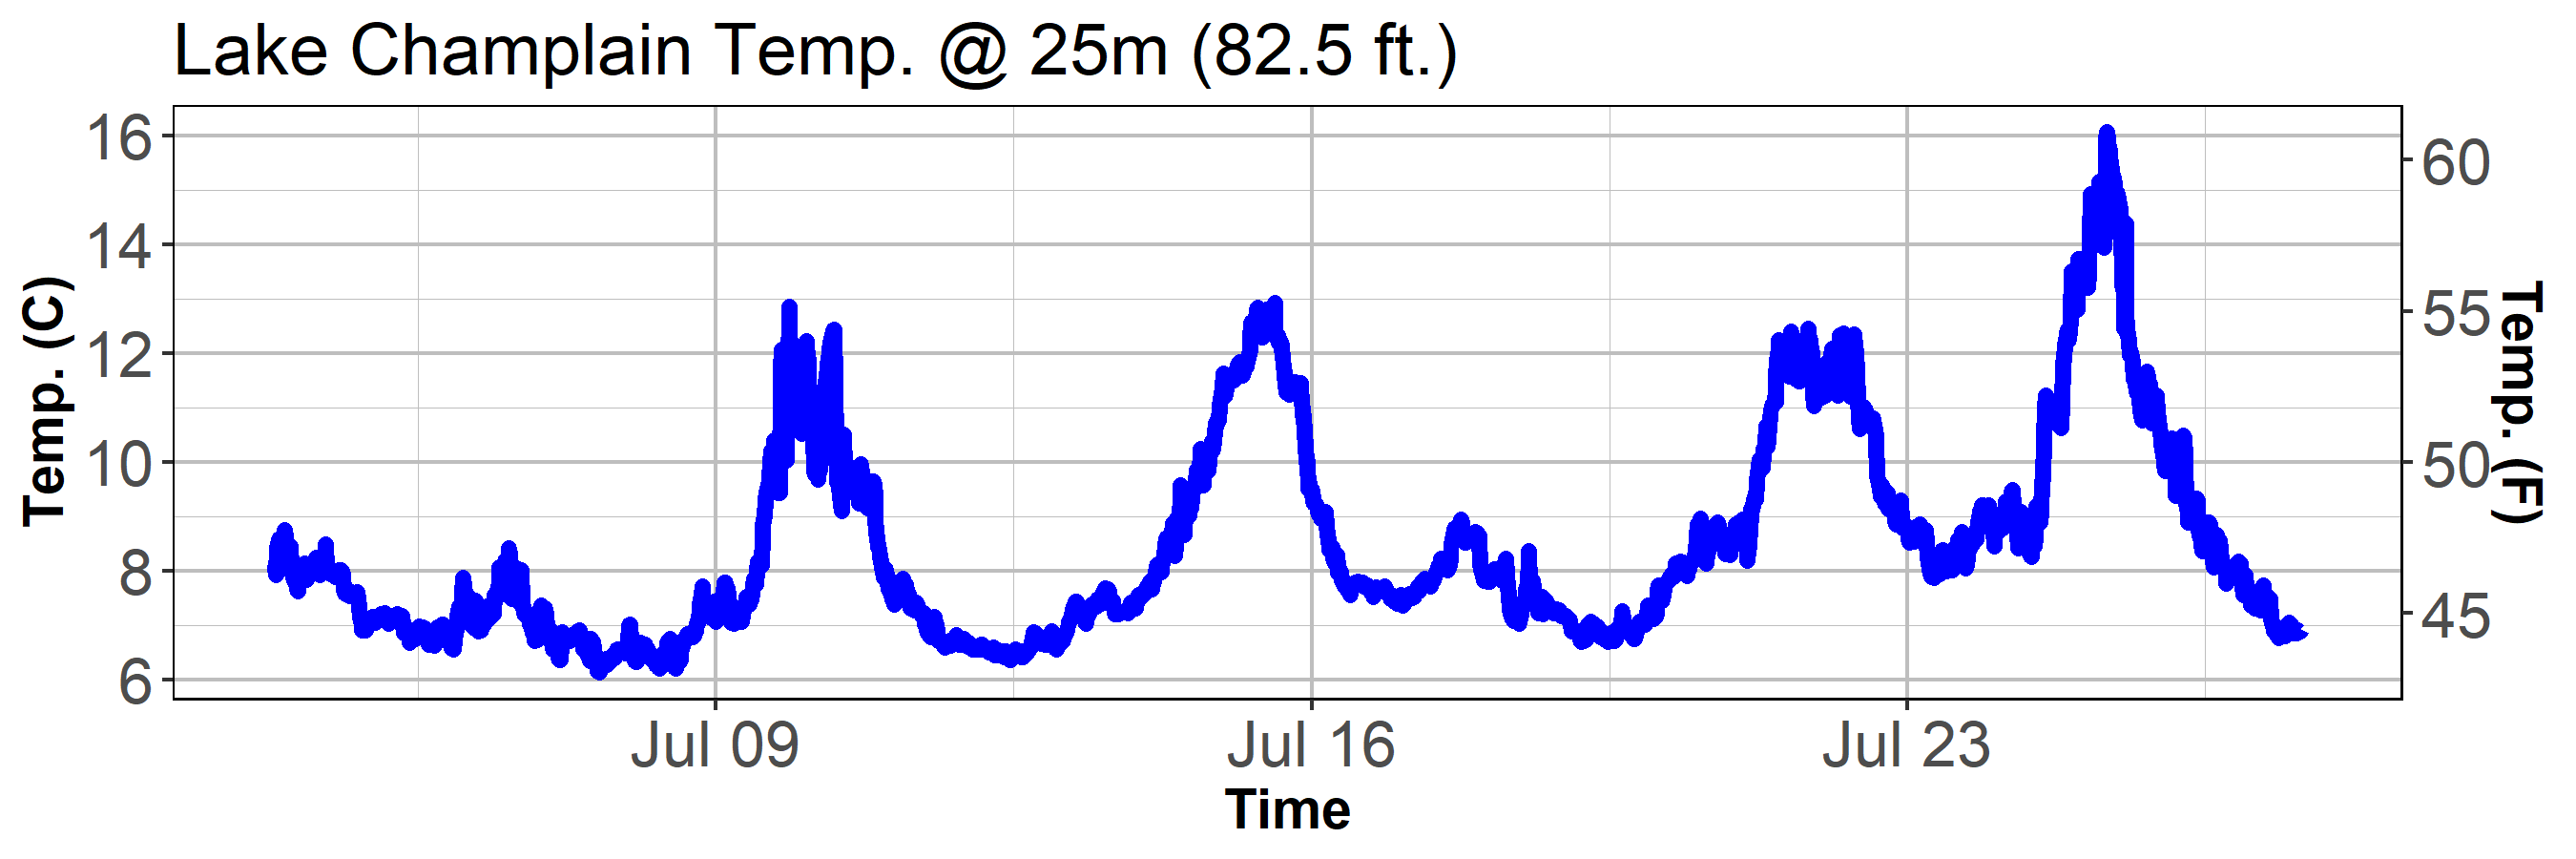 Lake Champlain Temp. @ 25m (82.5 ft.)
Temp. (C)
16
14
12
10
8
6
60
55
50
45
Temp. (F)
Jul 09 Jul 16 Jul 23
Time